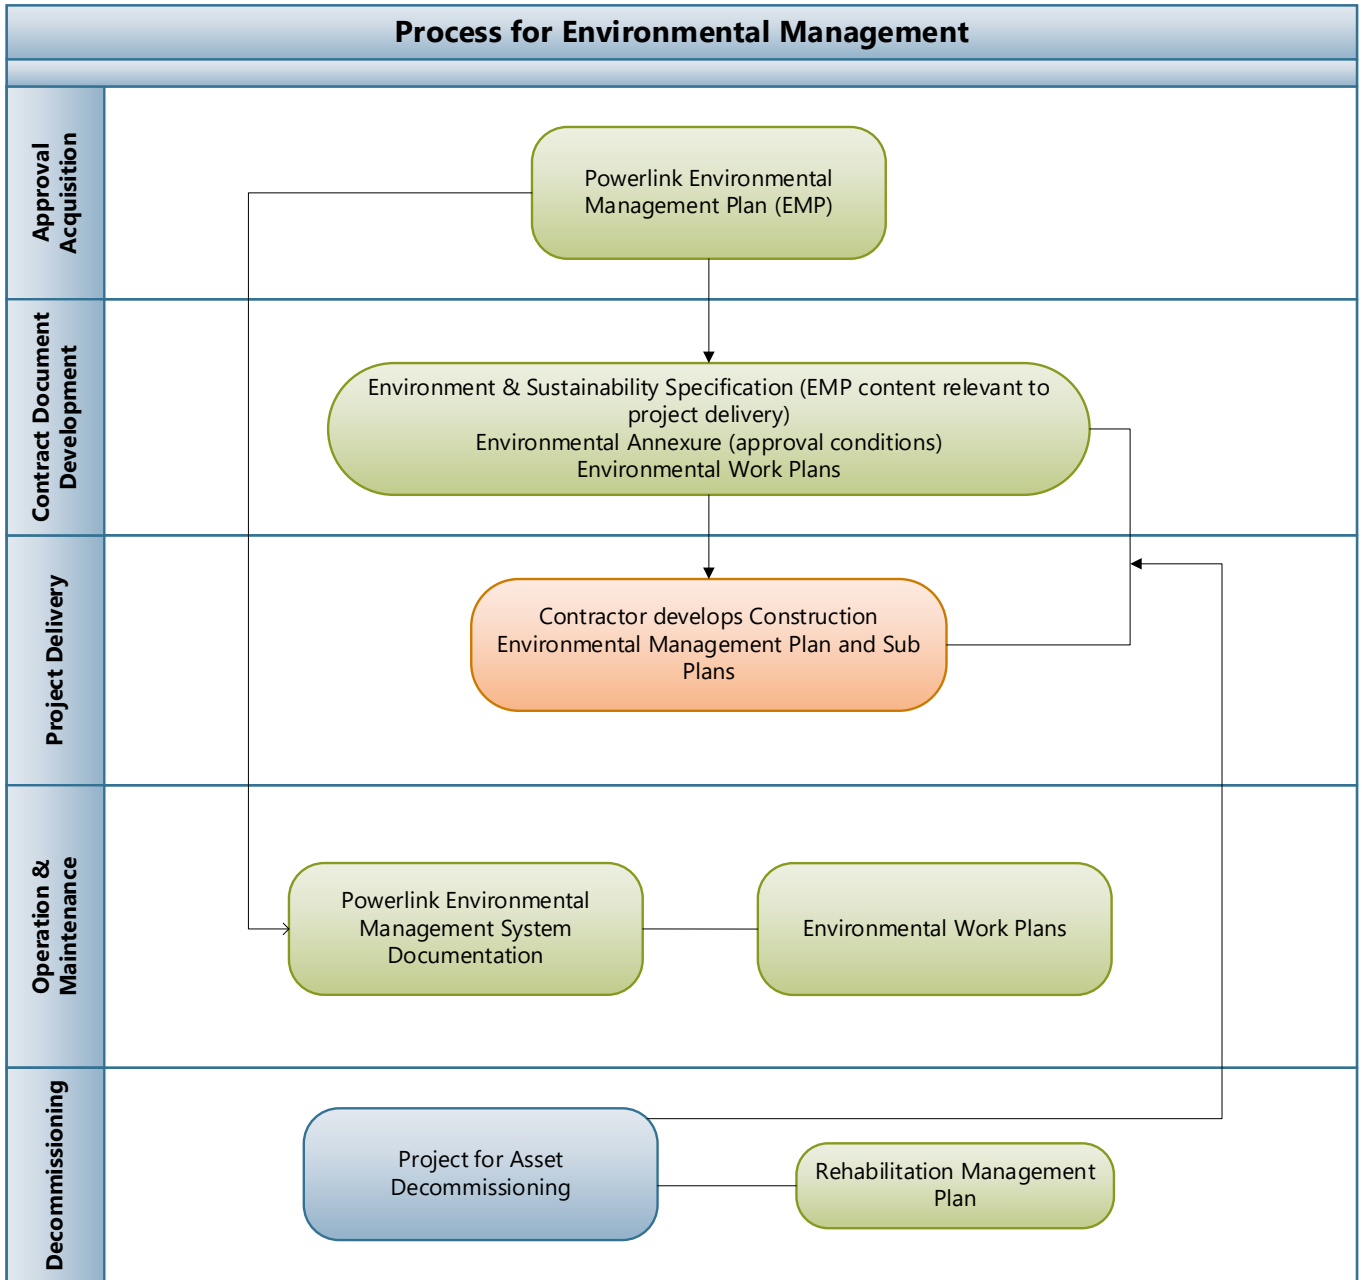 Process for Environmental Management
Approval
Acquisition
Powerlink Environmental
Management Plan (EMP)
Contract Document
Development
Environment & Sustainability Specification (EMP content relevant to
project delivery)
Environmental Annexure (approval conditions)
Environmental Work Plans
Project Delivery
Contractor develops Construction
Environmental Management Plan and Sub
Plans
Operation &
Maintenance
Powerlink Environmental
Management System
Documentation
Environmental Work Plans
Decommissioning
Project for Asset
Decommissioning
Rehabilitation Management
Plan